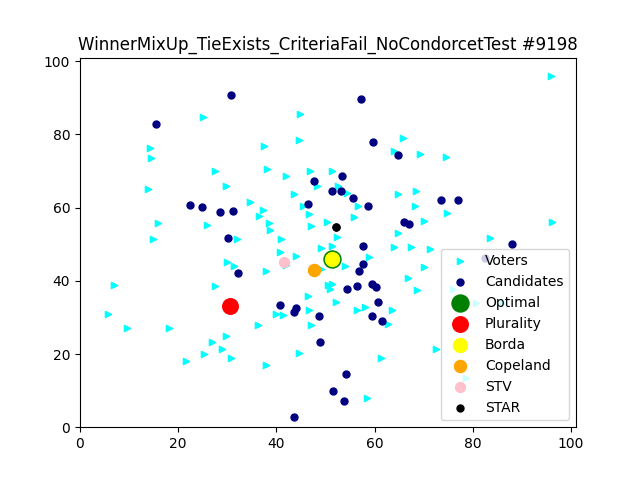 WinnerMixUp_TieExists_CriteriaFail_NoCondorcetTest #9198
100
80
60
40
20
0
0
20
40
60
80
100
Voters
Candidates
Optimal
Plurality
Borda
Copeland
STV
STAR